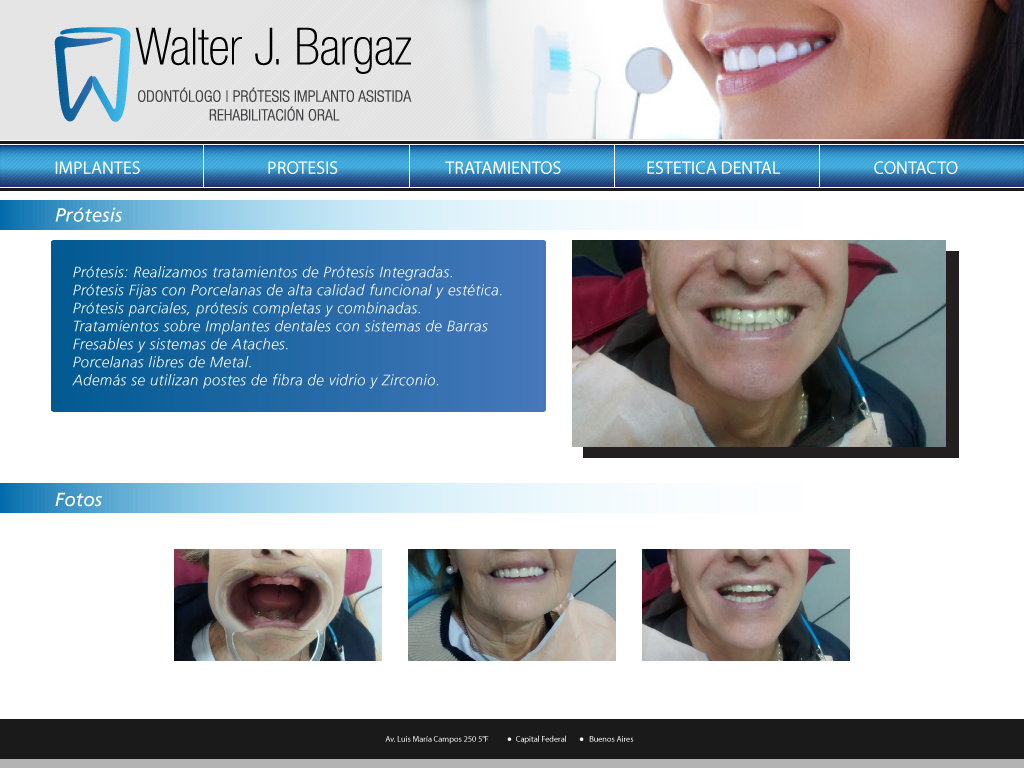 Walter J. Bargaz
ODONTÓLOGO | PRÓTESIS IMPLANTO ASISTIDA
REHABILITACIÓN ORAL
IMPLANTES
PROTESIS
TRATAMIENTOS
ESTETICA DENTAL
CONTACTO
Prótesis
Prótesis: Realizamos tratamientos de Prótesis Integradas.
Prótesis Fijas con Porcelanas de alta calidad funcional y estética.
Prótesis parciales, prótesis completas y combinadas.
Tratamientos sobre Implantes dentales con sistemas de Barras
Fresables y sistemas de Ataches.
Porcelanas libres de Metal.
Además se utilizan postes de fibra de vidrio y Zirconio.
Fotos
Av. Luis María Campos 250 5°F • Capital Federal • Buenos Aires